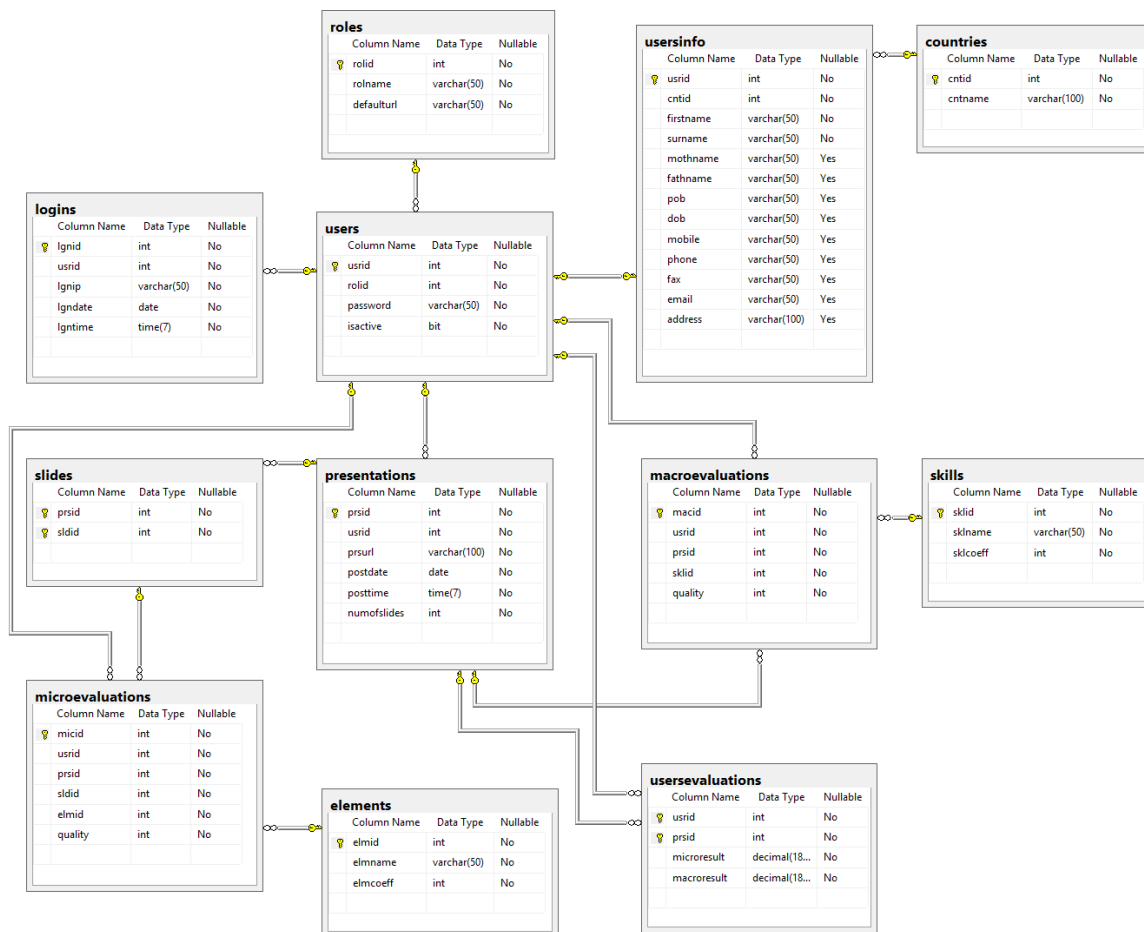 roles
Column Name Data Type Nullable
rolid int No
rolname varchar(50) No
defaulturl varchar(50) No
usersinfo
Column Name Data Type Nullable
usrid int No
cntid int No
firstname varchar(50) No
surname varchar(50) No
mothname varchar(50) Yes
fathname varchar(50) Yes
pob varchar(50) Yes
dob varchar(50) Yes
mobile varchar(50) Yes
phone varchar(50) Yes
fax varchar(50) Yes
email varchar(50) Yes
address varchar(100) Yes
countries
Column Name Data Type Nullable
cntid int No
cntname varchar(100) No
logins
Column Name Data Type Nullable
lgnid int No
usrid int No
lgnip varchar(50) No
lgndate date No
lgntime time(7) No
users
Column Name Data Type Nullable
usrid int No
rolid int No
password varchar(50) No
isactive bit No
slides
Column Name Data Type Nullable
prsid int No
sldid int No
presentations
Column Name Data Type Nullable
prsid int No
usrid int No
prsurl varchar(100) No
postdate date No
posttime time(7) No
numofslides int No
macroevaluations
Column Name Data Type Nullable
macid int No
usrid int No
prsid int No
sklid int No
quality int No
skills
Column Name Data Type Nullable
sklid int No
sklname varchar(50) No
sklcoeff int No
microevaluations
Column Name Data Type Nullable
micid int No
usrid int No
prsid int No
sldid int No
elmid int No
quality int No
elements
Column Name Data Type Nullable
elmid int No
elmname varchar(50) No
elmcoeff int No
usersevaluations
Column Name Data Type Nullable
usrid int No
prsid int No
microresult decimal(18... No
macroresult decimal(18... No